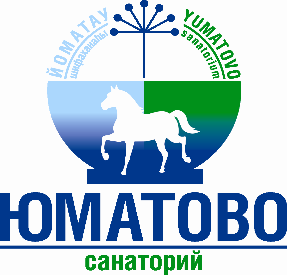 ЙОМАТАУ
шифаханаһы
YUMATOVO
sanatorium
ЮМАТОВО
санаторий